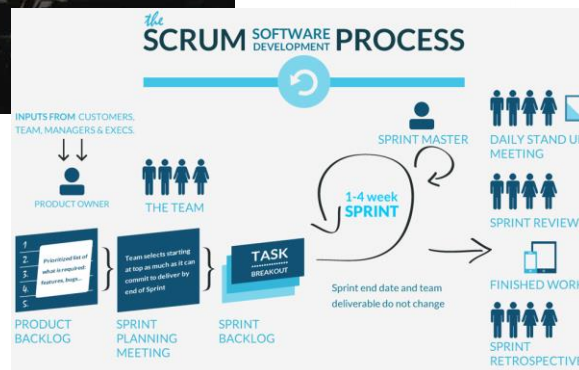 the
SCRUM SOFTWARE DEVELOPMENT PROCESS
INPUTS FROM CUSTOMERS,
TEAM, MANAGERS & EXECS.
PRODUCT OWNER
THE TEAM
SPRINT MASTER
DAILY STAND UP
MEETING
1-4 week
SPRINT
SPRINT REVIEW
1
2.
3.
4.
5.
Prioritized list of
what is required:
features, bugs...
Team selects starting
at top as much as it can
commit to deliver by
end of Sprint
TASK
BREAKOUT
Sprint end date and team
deliverable do not change
FINISHED WORK
PRODUCT
BACKLOG
SPRINT
PLANNING
MEETING
SPRINT
BACKLOG
SPRINT
RETROSPECTIVE